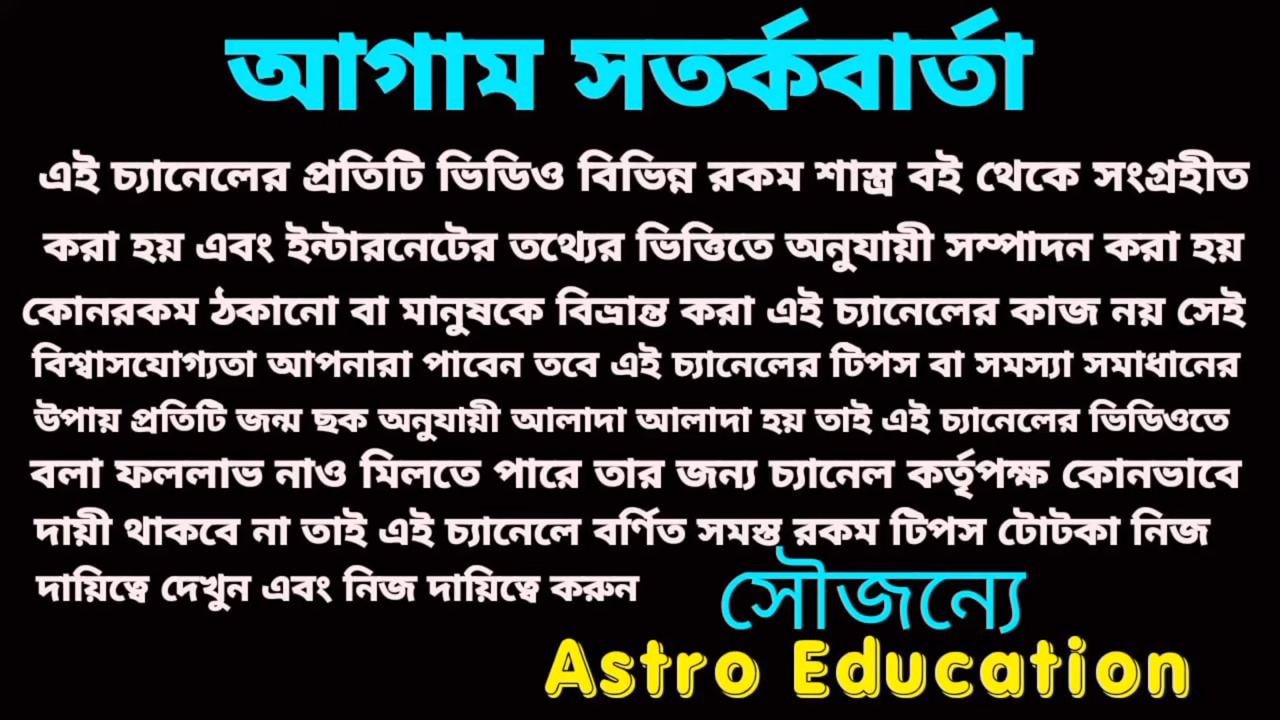 আগাম সতর্কবার্তা
এই চ্যানেলের প্রতিটি ভিডিও বিভিন্ন রকম শাস্ত্র বই থেকে সংগ্রহীত
করা হয় এবং ইন্টারনেটের তথ্যের ভিত্তিতে অনুযায়ী সম্পাদন করা হয়
কোনরকম ঠকানো বা মানুষকে বিভ্রান্ত করা এই চ্যানেলের কাজ নয় সেই
বিশ্বাসযোগ্যতা আপনারা পাবেন তবে এই চ্যানেলের টিপস বা সমস্যা সমাধানের
উপায় প্রতিটি জন্ম ছক অনুযায়ী আলাদা আলাদা হয় তাই এই চ্যানেলের ভিডিওতে
বলা ফললাভ নাও মিলতে পারে তার জন্য চ্যানেল কর্তৃপক্ষ কোনভাবে
দায়ী থাকবে না তাই এই চ্যানেলে বর্ণিত সমস্ত রকম টিপস টোটকা নিজ
দায়িত্বে দেখুন এবং নিজ দায়িত্বে করুন
সৌজন্যে
Astro Education